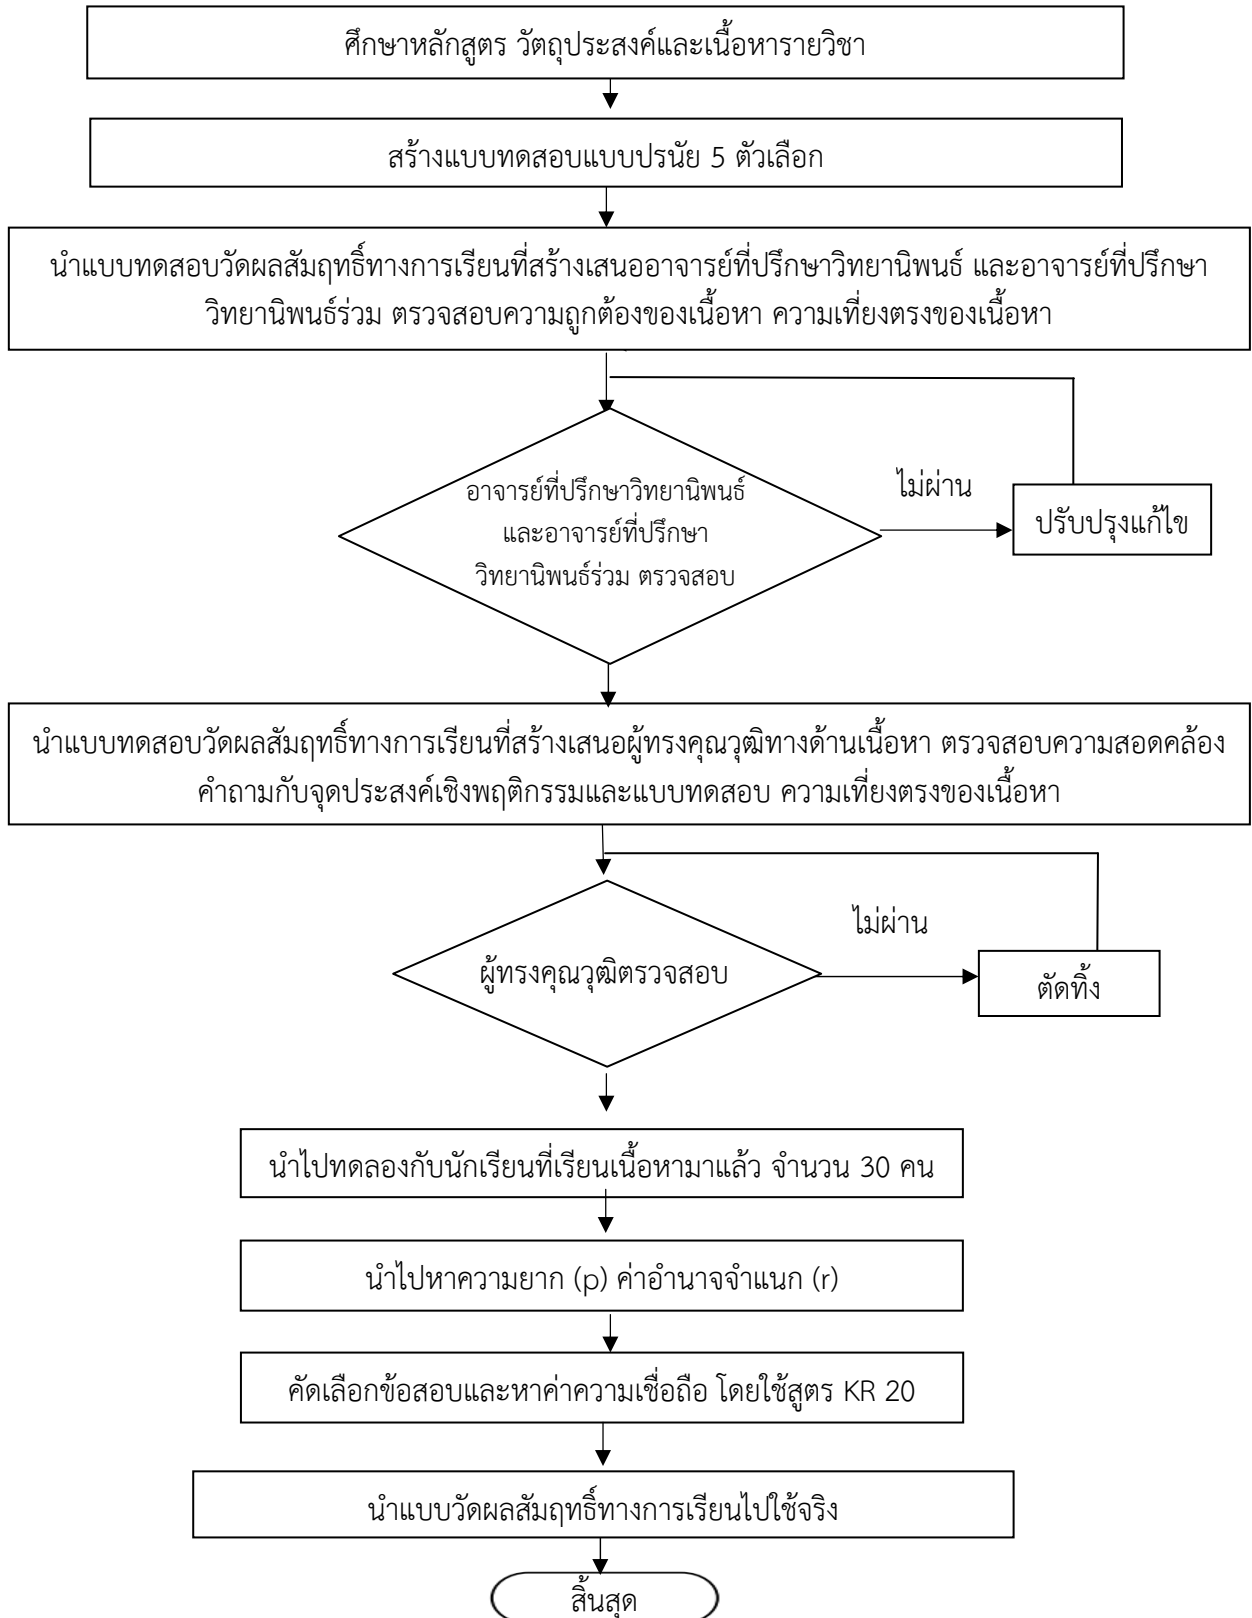 ศึกษาหลักสูตร วัตถุประสงค์และเนื้อหารายวิชา
สร้างแบบทดสอบแบบปรนัย 5 ตัวเลือก
นำแบบทดสอบวัดผลสัมฤทธิ์ทางการเรียนที่สร้างเสนออาจารย์ที่ปรึกษาวิทยานิพนธ์ และอาจารย์ที่ปรึกษา
วิทยานิพนธ์ร่วม ตรวจสอบความถูกต้องของเนื้อหา ความเที่ยงตรงของเนื้อหา
อาจารย์ที่ปรึกษาวิทยานิพนธ์
และอาจารย์ที่ปรึกษา
วิทยานิพนธ์ร่วม ตรวจสอบ
ไม่ผ่าน
ปรับปรุงแก้ไข
นำแบบทดสอบวัดผลสัมฤทธิ์ทางการเรียนที่สร้างเสนอผู้ทรงคุณวุฒิทางด้านเนื้อหา ตรวจสอบความสอดคล้อง
คำถามกับจุดประสงค์เชิงพฤติกรรมและแบบทดสอบ ความเที่ยงตรงของเนื้อหา
ผู้ทรงคุณวุฒิตรวจสอบ
ไม่ผ่าน
ตัดทิ้ง
นำไปทดลองกับนักเรียนที่เรียนเนื้อหามาแล้ว จำนวน 30 คน
นำไปหาความยาก (p) ค่าอำนาจจำแนก (r)
คัดเลือกข้อสอบและหาค่าความเชื่อถือ โดยใช้สูตร KR 20
นำแบบวัดผลสัมฤทธิ์ทางการเรียนไปใช้จริง
สิ้นสุด